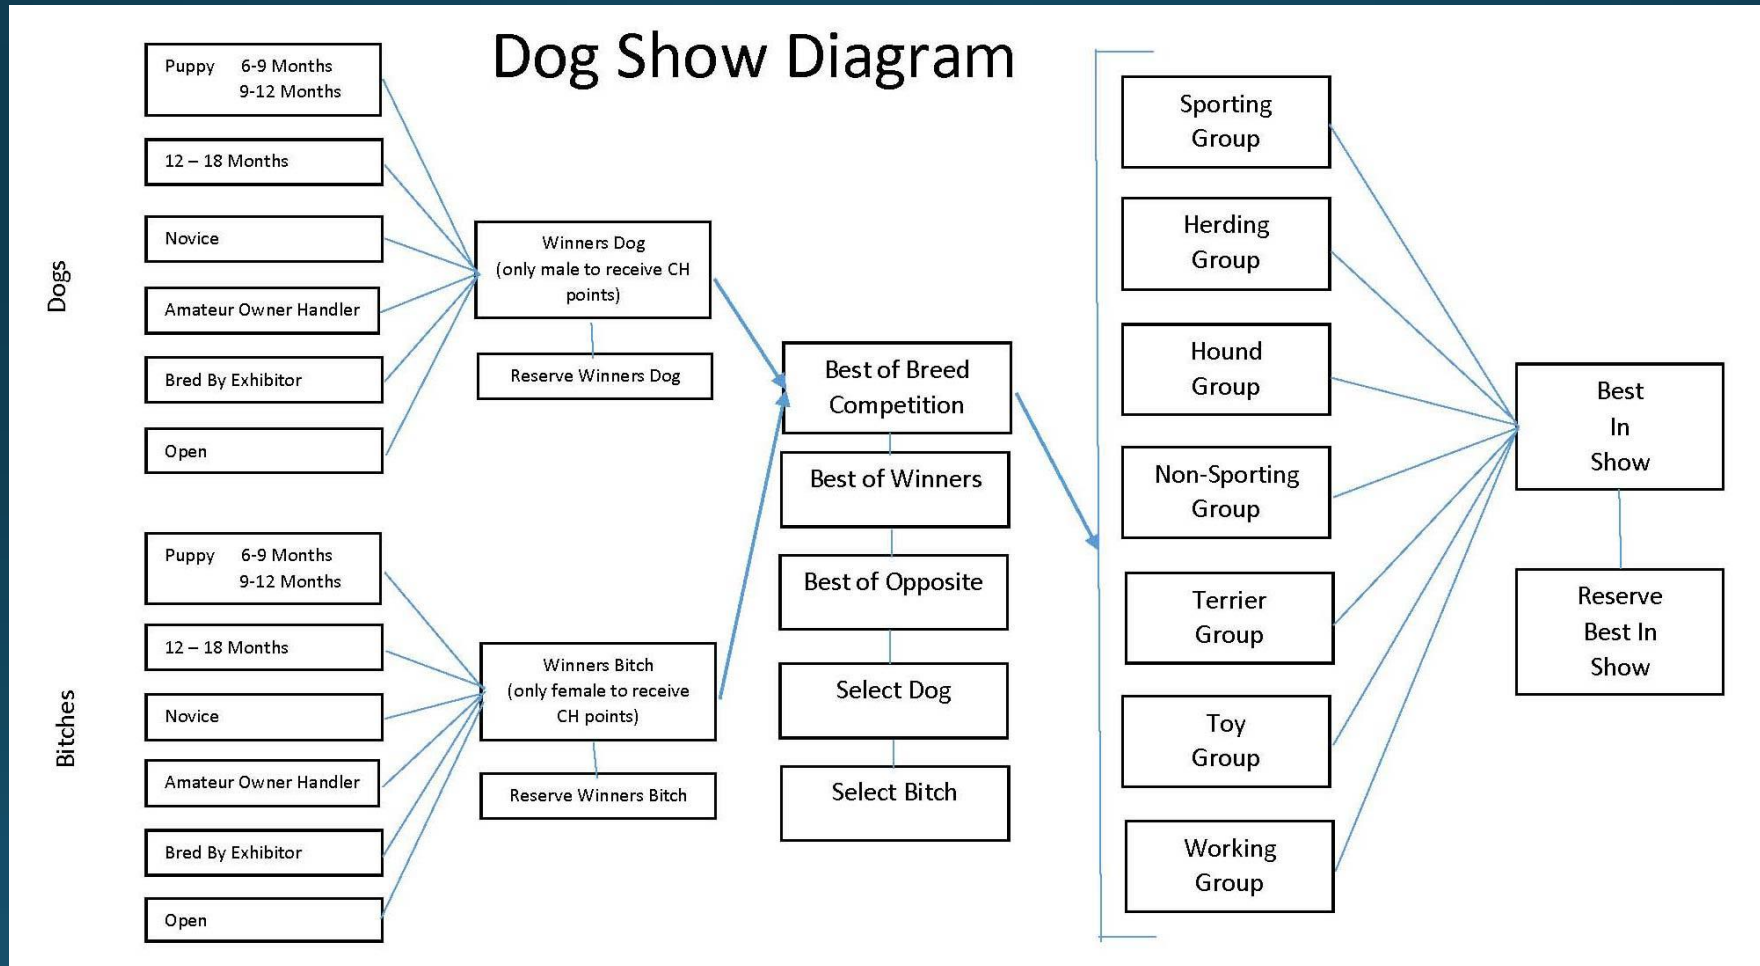 Dog Show Diagram
Dogs
Puppy 6-9 Months
9-12 Months
12 – 18 Months
Novice
Amateur Owner Handler
Bred By Exhibitor
Open
Bitches
Puppy 6-9 Months
9-12 Months
12 – 18 Months
Novice
Amateur Owner Handler
Bred By Exhibitor
Open
Winners Dog
(only male to receive CH
points)
Reserve Winners Dog
Winners Bitch
(only female to receive
CH points)
Reserve Winners Bitch
Best of Breed
Competition
Best of Winners
Best of Opposite
Select Dog
Select Bitch
Sporting
Group
Herding
Group
Hound
Group
Non-Sporting
Group
Terrier
Group
Toy
Group
Working
Group
Best
In
Show
Reserve
Best In
Show